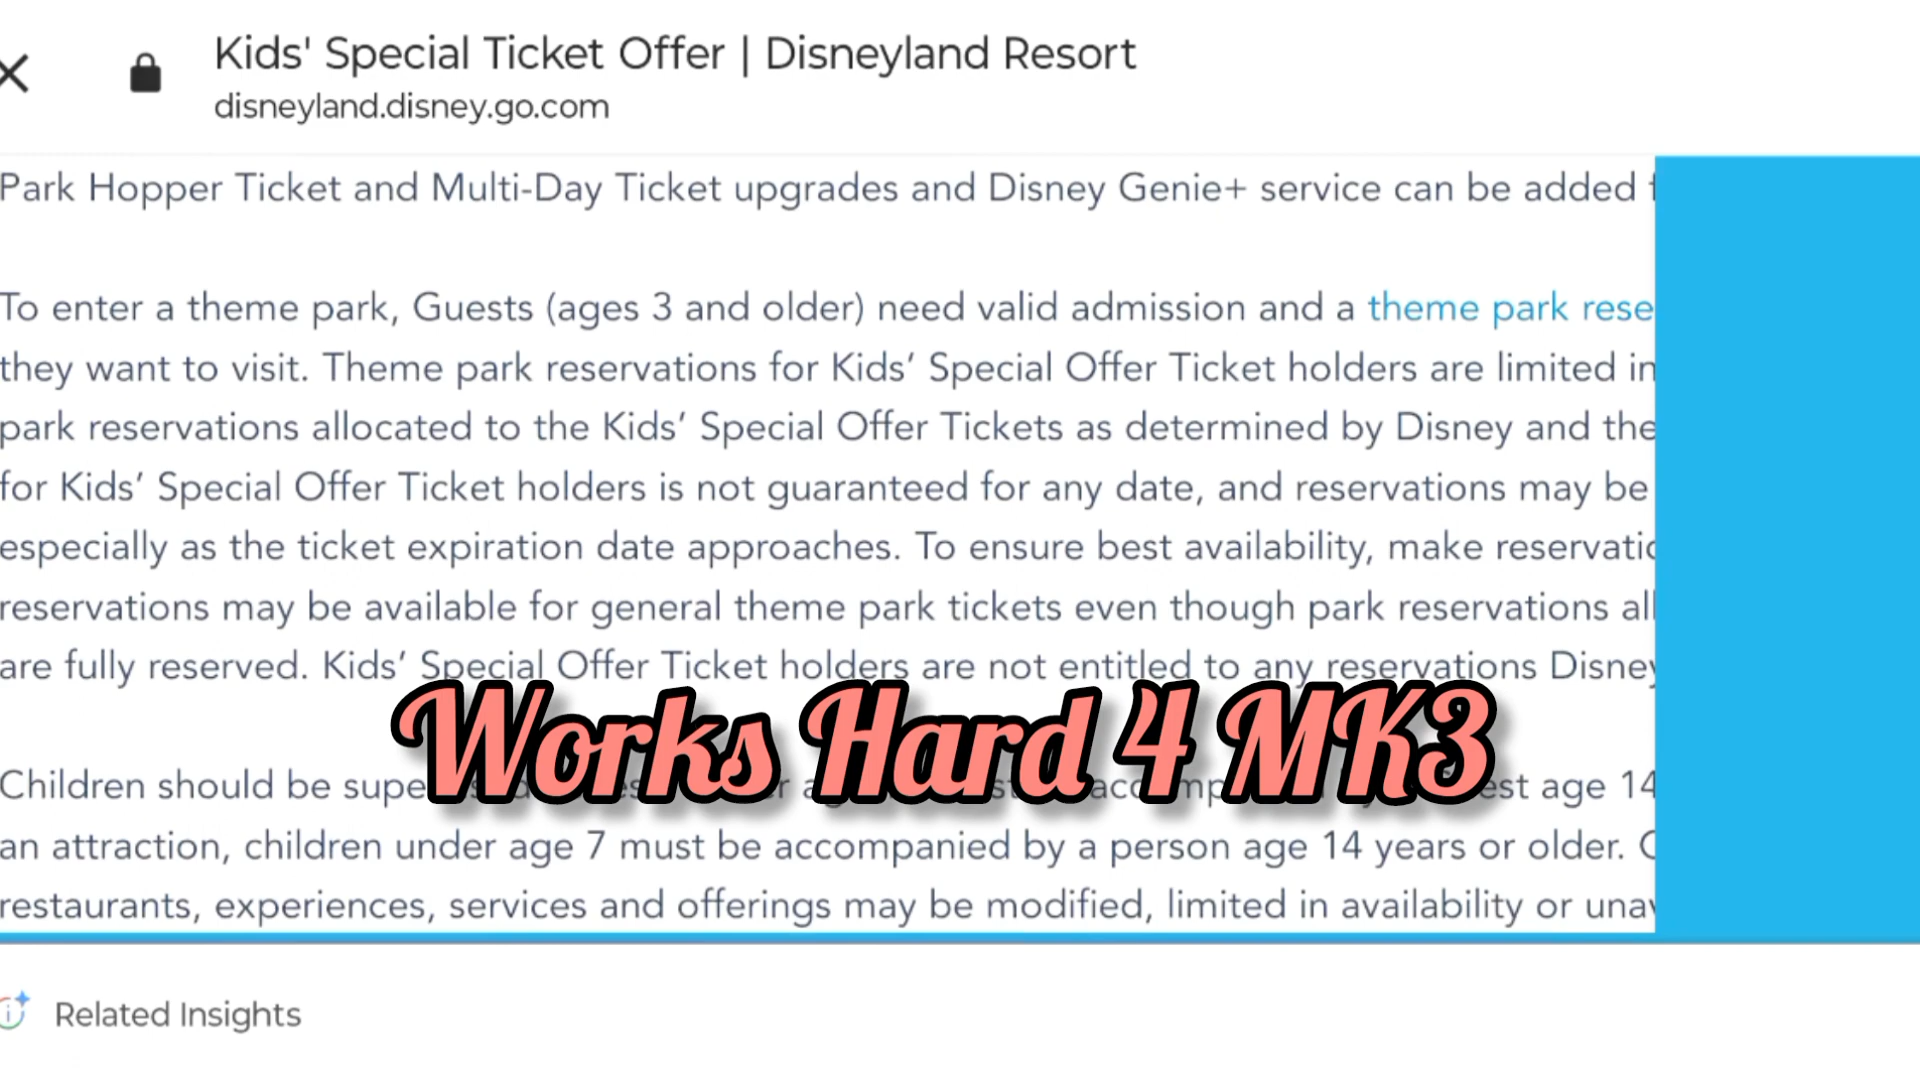 Kids' Special Ticket Offer | Disneyland Resort
disneyland.disney.go.com
Park Hopper Ticket and Multi-Day Ticket upgrades and Disney Genie+ service can be added
To enter a theme park, Guests (ages 3 and older) need valid admission and a theme park rese
they want to visit. Theme park reservations for Kids’ Special Offer Ticket holders are limited in
park reservations allocated to the Kids’ Special Offer Tickets as determined by Disney and the
for Kids’ Special Offer Ticket holders is not guaranteed for any date, and reservations may be
especially as the ticket expiration date approaches. To ensure best availability, make reservatio
reservations may be available for general theme park tickets even though park reservations all
are fully reserved. Kids’ Special Offer Ticket holders are not entitled to any reservations Disney
Works Hard 4 MK3
Children should be supe est age 14
an attraction, children under age 7 must be accompanied by a person age 14 years or older.
restaurants, experiences, services and offerings may be modified, limited in availability or unav
Related Insights